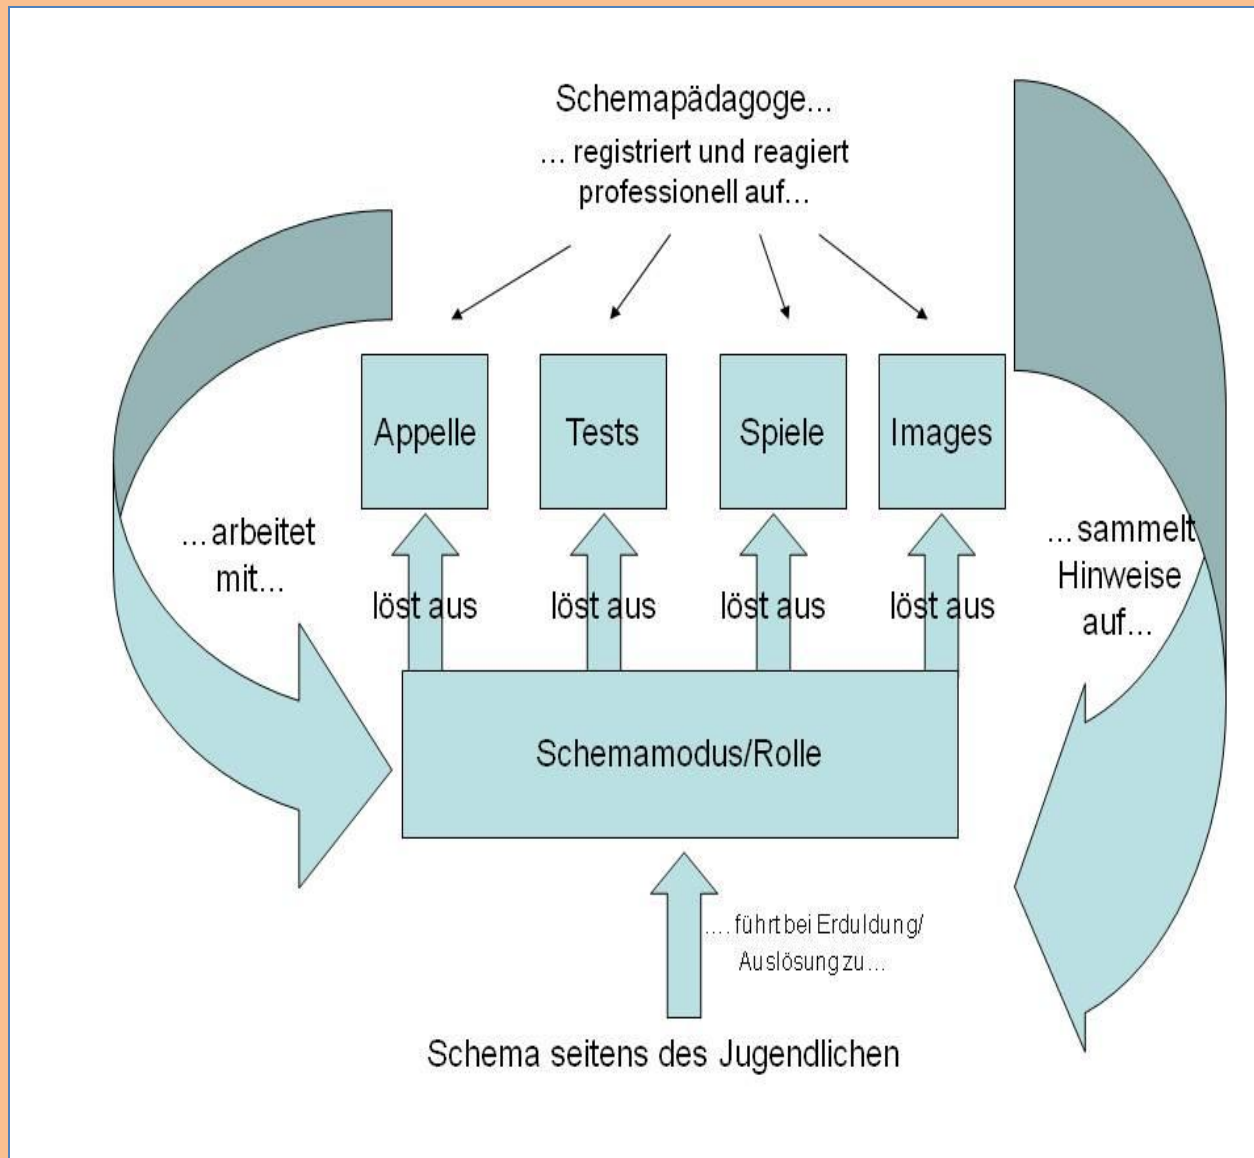 Schemapädagoge…
… registriert und reagiert
professionell auf…
Appelle
Tests
Spiele
Images
…arbeitet
mit…
…sammelt
Hinweise
auf…
löst aus
löst aus
löst aus
löst aus
Schemamodus/Rolle
…. führt bei Erduldung/
Auslösung zu…
Schema seitens des Jugendlichen